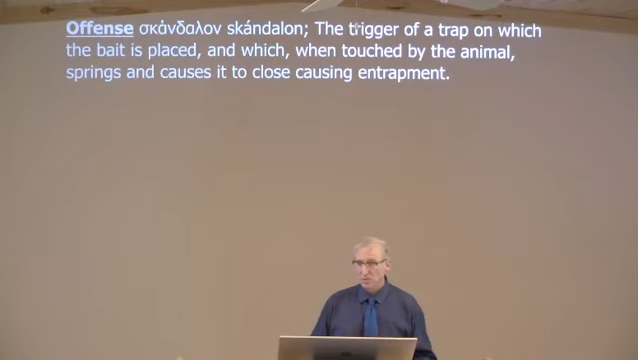 Offense σκάνδαλον skándalon; The trigger of a trap on which
the bait is placed, and which, when touched by the animal,
springs and causes it to close causing entrapment.